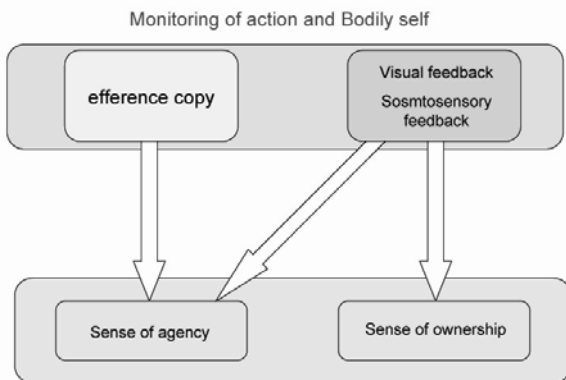 Monitoring of action and Bodily self
efference copy
Visual feedback
Sosmtosensory
feedback
Sense of agency
Sense of ownership